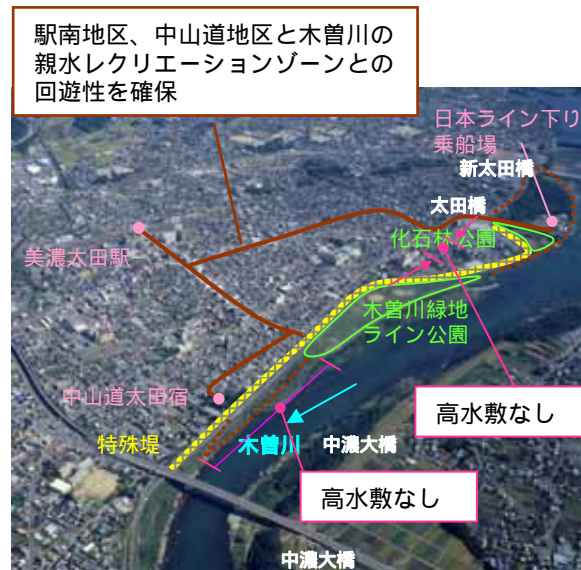 駅南地区、中山道地区と木曽川の
親水レクリエーションゾーンとの
回遊性を確保
日本ライン下り
乗船場
新太田橋
太田橋
化石林公園
美濃太田駅
木曽川緑地
ライン公園
中山道太田宿
高水敷なし
特殊堤
木曽川
中濃大橋
高水敷なし
中濃大橋